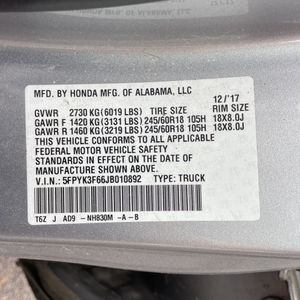 MFD. BY HONDA MFG. OF ALABAMA, LLC
12/'17
GVWR 2730 KG(6019 LBS) TIRE SIZE RIM SIZE
GAWR F 1420 KG(3131 LBS) 245/60R18 105H 18X8.0J
GAWR R 1460 KG(3219 LBS) 245/60R18 105H 18X8.0J
THIS VEHICLE CONFORMS TO ALL APPLICABLE
FEDERAL MOTOR VEHICLE SAFETY
STANDARDS IN EFFECT ON THE DATE OF
MANUFACTURE SHOWN ABOVE.
V.I.N.: 5FPYK3F66JB010892 TYPE: TRUCK
T6Z J AD9 -NH830M -A-B